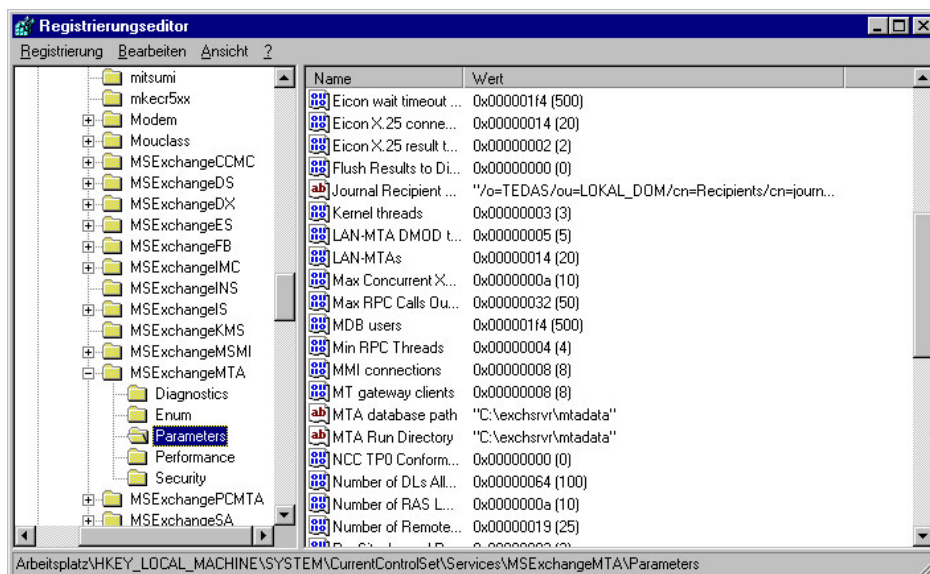 Registrierungseditor
Registrierung Bearbeiten Ansicht ?
mitsumi
mkecr5xx
Modem
Mouclass
MSExchangeCCMC
MSExchangeDS
MSExchangeDX
MSExchangeES
MSExchangeFB
MSExchangeIMC
MSExchangeINS
MSExchangeIS
MSExchangeKMS
MSExchangeMSMI
MSExchangeMTA
Diagnostics
Enum
Parameters
Performance
Security
MSExchangePCMTA
MSExchangeSA
Name Wert
Eicon wait timeout ... 0x000001f4 (500)
Eicon X.25 conne... 0x00000014 (20)
Eicon X.25 result t... 0x00000002 (2)
Flush Results to Di... 0x00000000 (0)
Journal Recipient ... "/o=TEDAS/ou=LOKAL_DOM/cn=Recipients/cn=journ...
Kernel threads 0x00000003 (3)
LAN-MTA DMOD t... 0x00000005 (5)
LAN-MTAs 0x00000014 (20)
Max Concurrent X... 0x0000000a (10)
Max RPC Calls Ou... 0x00000032 (50)
MDB users 0x000001f4 (500)
Min RPC Threads 0x00000004 (4)
MMI connections 0x00000008 (8)
MT gateway clients 0x00000008 (8)
MTA database path "C:\exchsrvr\mtadata"
MTA Run Directory "C:\exchsrvr\mtadata"
NCC TP0 Conform... 0x00000000 (0)
Number of DLs All... 0x00000064 (100)
Number of RAS L... 0x0000000a (10)
Number of Remote... 0x00000019 (25)
Arbeitsplatz\HKEY_LOCAL_MACHINE\SYSTEM\CurrentControlSet\Services\MSExchangeMTA\Parameters